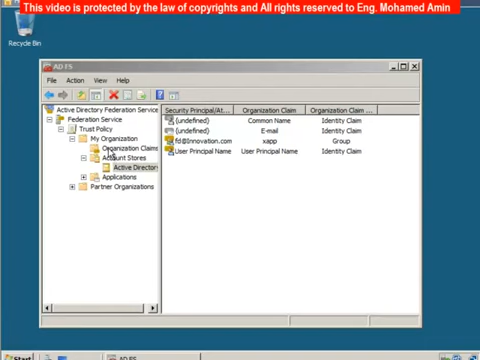 This video is protected by the law of copyrights and All rights reserved to Eng. Mohamed Amin
Recycle Bin
AD FS
File Action View Help
Active Directory Federation Service
Federation Service
Trust Policy
My Organization
Organization Claims
Account Stores
Active Directory
Applications
Partner Organizations
Security Principal/At... Organization Claim Organization Claim ...
(undefined) Common Name Identity Claim
(undefined) E-mail Identity Claim
fd@Innovation.com xapp Group
User Principal Name User Principal Name Identity Claim
Start
AD FS